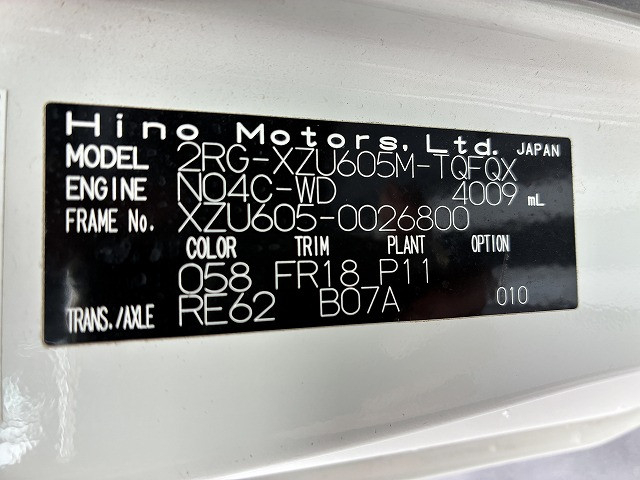 Hino Motors, Ltd. JAPAN
MODEL 2RG-XZU605M-TQFQX
ENGINE N04C-WD 4009 mL
FRAME No. XZU605-0026800
COLOR TRIM PLANT OPTION
058 FR18 P11
TRANS./AXLE RE62 B07A 010